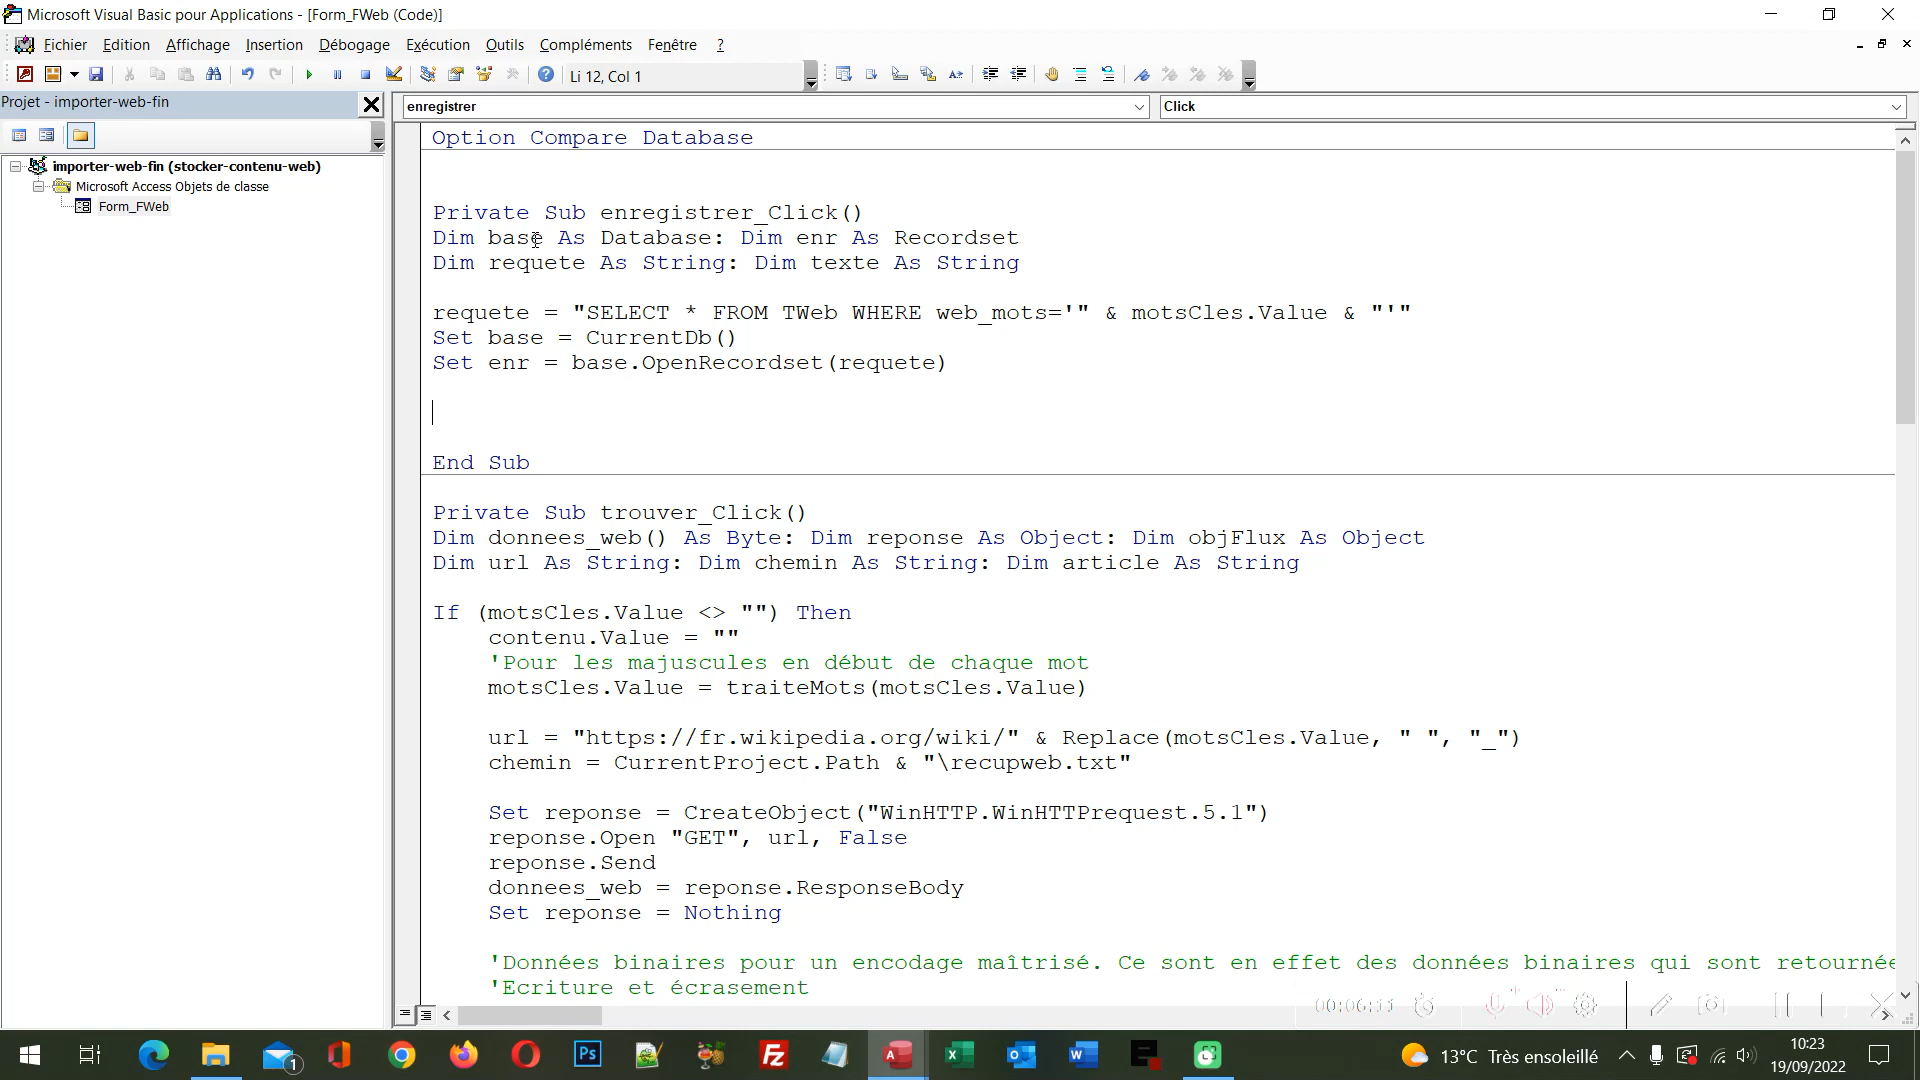 Microsoft Visual Basic pour Applications - [Form_FWeb (Code)]
Fichier Edition Affichage Insertion Débogage Exécution Outils Compléments Fenêtre ?
Li 12, Col 1
Projet - importer-web-fin
enregistrer
Click
importer-web-fin (stocker-contenu-web)
Microsoft Access Objets de classe
Form_FWeb
Option Compare Database
Private Sub enregistrer_Click()
Dim base As Database: Dim enr As Recordset
Dim requete As String: Dim texte As String
requete = "SELECT * FROM TWeb WHERE web_mots='" & motsCles.Value & "'"
Set base = CurrentDb()
Set enr = base.OpenRecordset(requete)
End Sub
Private Sub trouver_Click()
Dim donnees_web() As Byte: Dim reponse As Object: Dim objFlux As Object
Dim url As String: Dim chemin As String: Dim article As String
If (motsCles.Value <> "") Then
contenu.Value = ""
'Pour les majuscules en début de chaque mot
motsCles.Value = traiteMots(motsCles.Value)
url = "https://fr.wikipedia.org/wiki/" & Replace(motsCles.Value, " ", "_")
chemin = CurrentProject.Path & "\recupweb.txt"
Set reponse = CreateObject("WinHTTP.WinHTTPrequest.5.1")
reponse.Open "GET", url, False
reponse.Send
donnees_web = reponse.ResponseBody
Set reponse = Nothing
'Données binaires pour un encodage maîtrisé. Ce sont en effet des données binaires qui sont retournée
'Ecriture et écrasement
13°C Très ensoleillé
10:23
19/09/2022